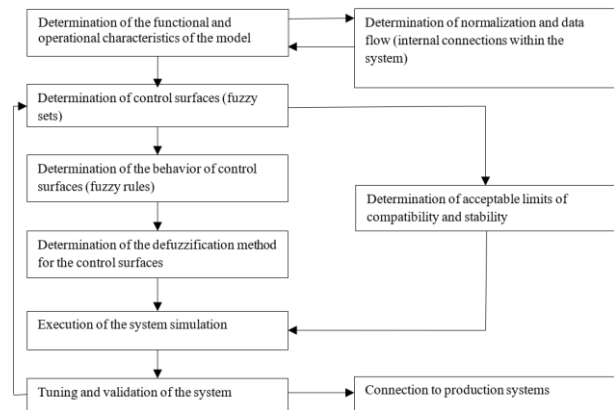 Determination of the functional and
operational characteristics of the model
Determination of normalization and data
flow (internal connections within the
system)
Determination of control surfaces (fuzzy
sets)
Determination of the behavior of control
surfaces (fuzzy rules)
Determination of acceptable limits of
compatibility and stability
Determination of the defuzzification method
for the control surfaces
Execution of the system simulation
Tuning and validation of the system
Connection to production systems